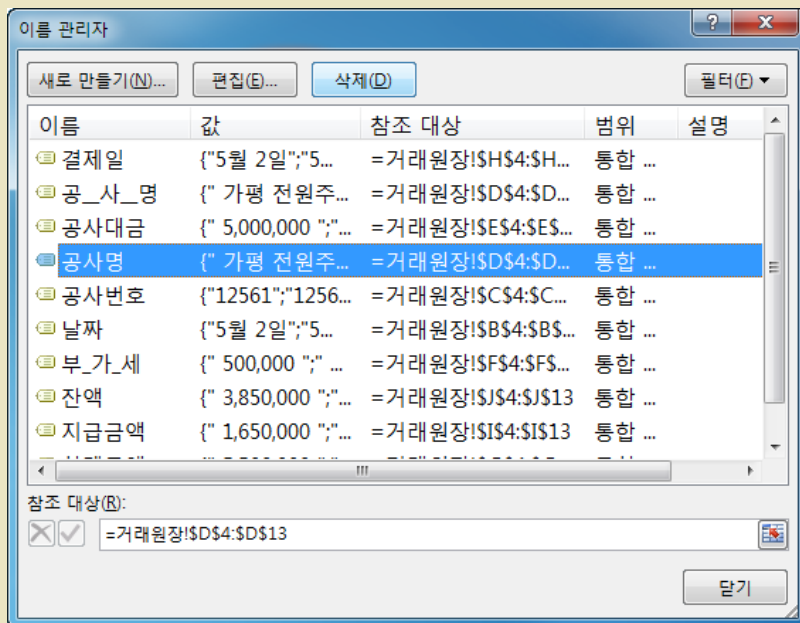 이름 관리자
새로 만들기(N)... 편집(E)... 삭제(D) 필터(F)
이름 값 참조 대상 범위 설명
결제일 {"5월 2일";"5... =거래원장!$H$4:$H... 통합 ...
공__사__명 {" 가평 전원주... =거래원장!$D$4:$D... 통합 ...
공사대금 {" 5,000,000 ";"... =거래원장!$E$4:$E$... 통합 ...
공사명 {" 가평 전원주... =거래원장!$D$4:$D... 통합 ...
공사번호 {"12561";"1256... =거래원장!$C$4:$C... 통합 ...
날짜 {"5월 2일";"5... =거래원장!$B$4:$B$... 통합 ...
부_가_세 {" 500,000 ";" ... =거래원장!$F$4:$F$... 통합 ...
잔액 {" 3,850,000 ";"... =거래원장!$J$4:$J$13 통합 ...
지급금액 {" 1,650,000 ";"... =거래원장!$I$4:$I$13 통합 ...
참조 대상(R):
=거래원장!$D$4:$D$13
닫기